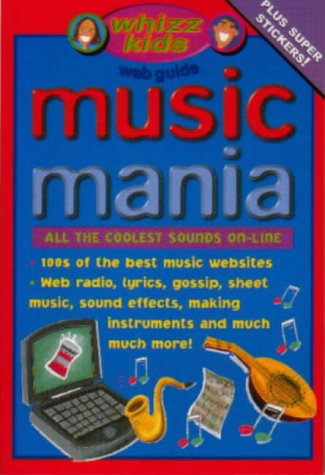 whizz
kids
PLUS SUPER
STICKERS!
web guide
music
mania
ALL THE COOLEST SOUNDS ON-LINE
• 100s of the best music websites
• Web radio, lyrics, gossip, sheet
music, sound effects, making
instruments and much
much more!